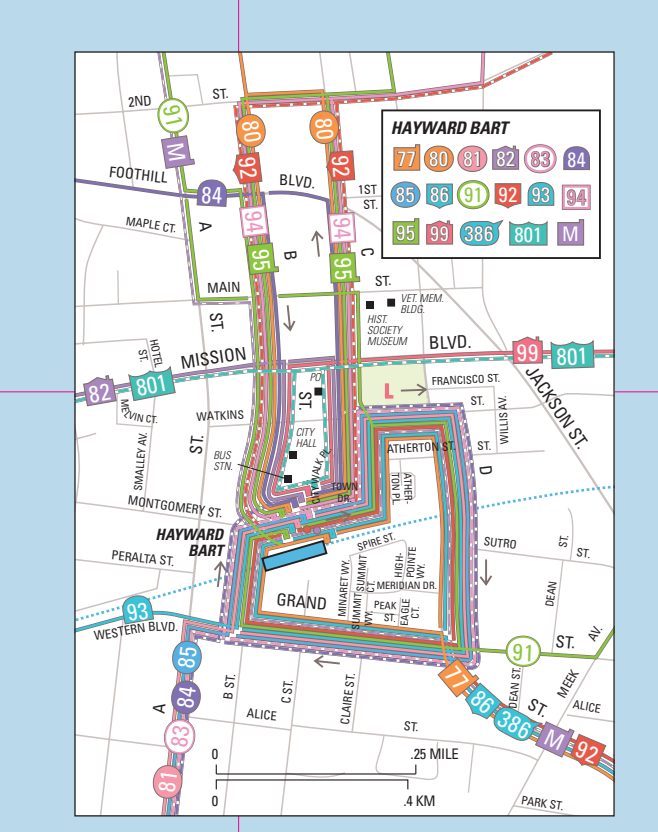 2ND
ST.
91
M
80
80
92
92
HAYWARD BART
77 80 81 82 83 84
85 86 91 92 93 94
95 99 386 801 M
FOOTHILL
84
BLVD.
1ST
ST.
MAPLE CT.
A
94
94
B
C
95
95
MAIN
ST.
ST.
VET. MEM.
BLDG.
HIST.
SOCIETY
MUSEUM
HOTEL
ST.
MISSION
BLVD.
99
801
82
801
PO
L
FRANCISCO ST.
JACKSON ST.
ST.
ST.
WILLIS AV.
WATKINS
SMALLEY AV.
ST.
CITY
HALL
BUS
STN.
CITY WALK PL.
ATHERTON ST.
ST.
D
TOWN
DR.
ATHER-
TON PL.
MONTGOMERY ST.
HAYWARD
BART
PERALTA ST.
SPIRE ST.
SUTRO
ST.
ST.
MINARET WY.
SUMMIT
CT.
HIGH-
POINTE
WY.
MERIDIAN DR.
SUMMIT
WY.
PEAK
ST.
EAGLE
CT.
DEAN
GRAND
93
WESTERN BLVD.
91
ST.
AV.
85
84
83
81
A
B ST.
C ST.
CLAIRE ST.
ALICE
ST.
77
86
386
M
92
DEAN ST.
ST.
MEEK
ALICE
0
.25 MILE
0
.4 KM
PARK ST.